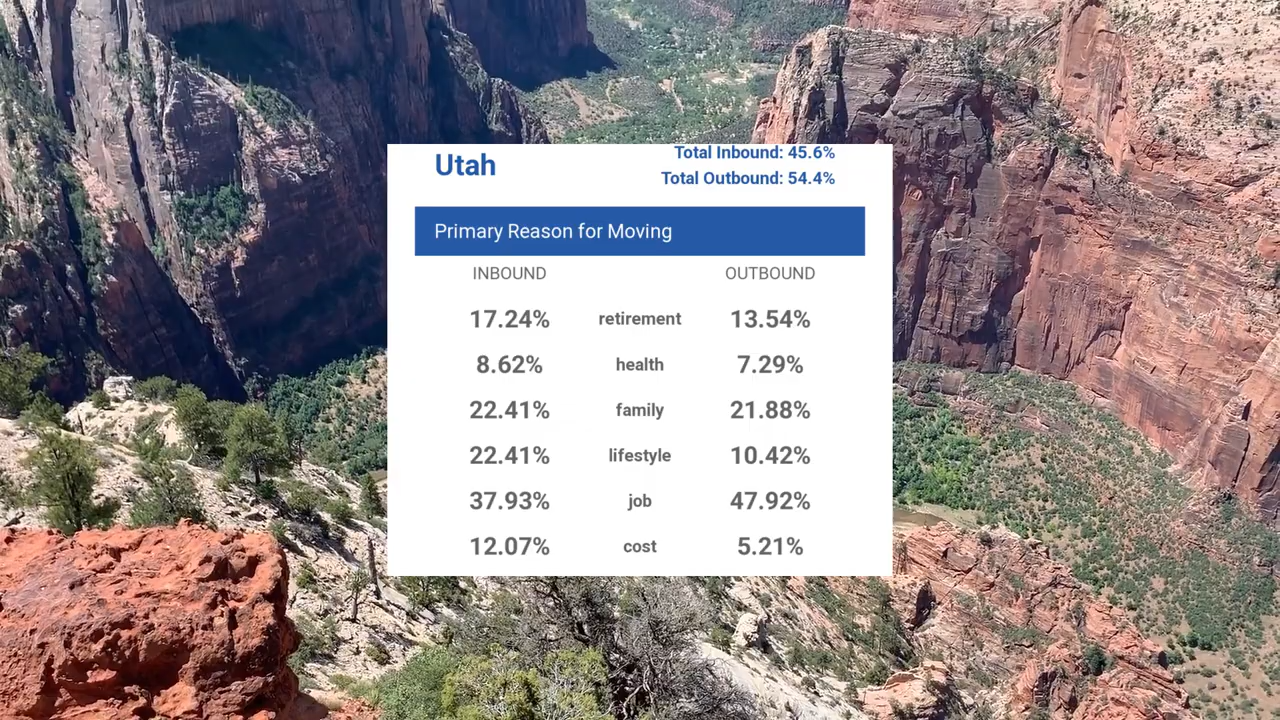 Utah
Total Inbound: 45.6%
Total Outbound: 54.4%
Primary Reason for Moving
INBOUND OUTBOUND
17.24% retirement 13.54%
8.62% health 7.29%
22.41% family 21.88%
22.41% lifestyle 10.42%
37.93% job 47.92%
12.07% cost 5.21%